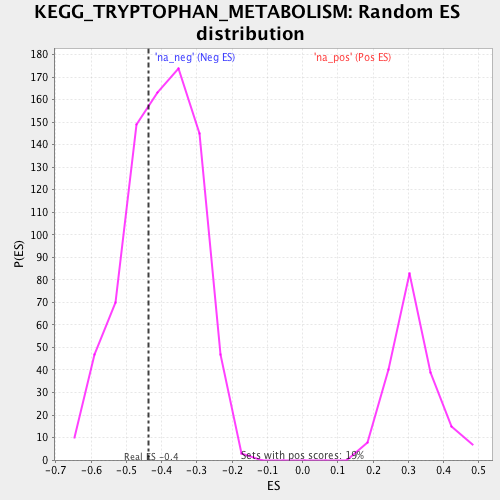 KEGG_TRYPTOPHAN_METABOLISM: Random ES
distribution
'na_neg' (Neg ES) 'na_pos' (Pos ES)
180
170
160
150
140
130
120
110
100
90
80
70
60
50
40
30
20
10
0
P(ES)
Real ES -0.4 Sets with pos scores: 19%
-0.7 -0.6 -0.5 -0.4 -0.3 -0.2 -0.1 0.0 0.1 0.2 0.3 0.4 0.5
ES